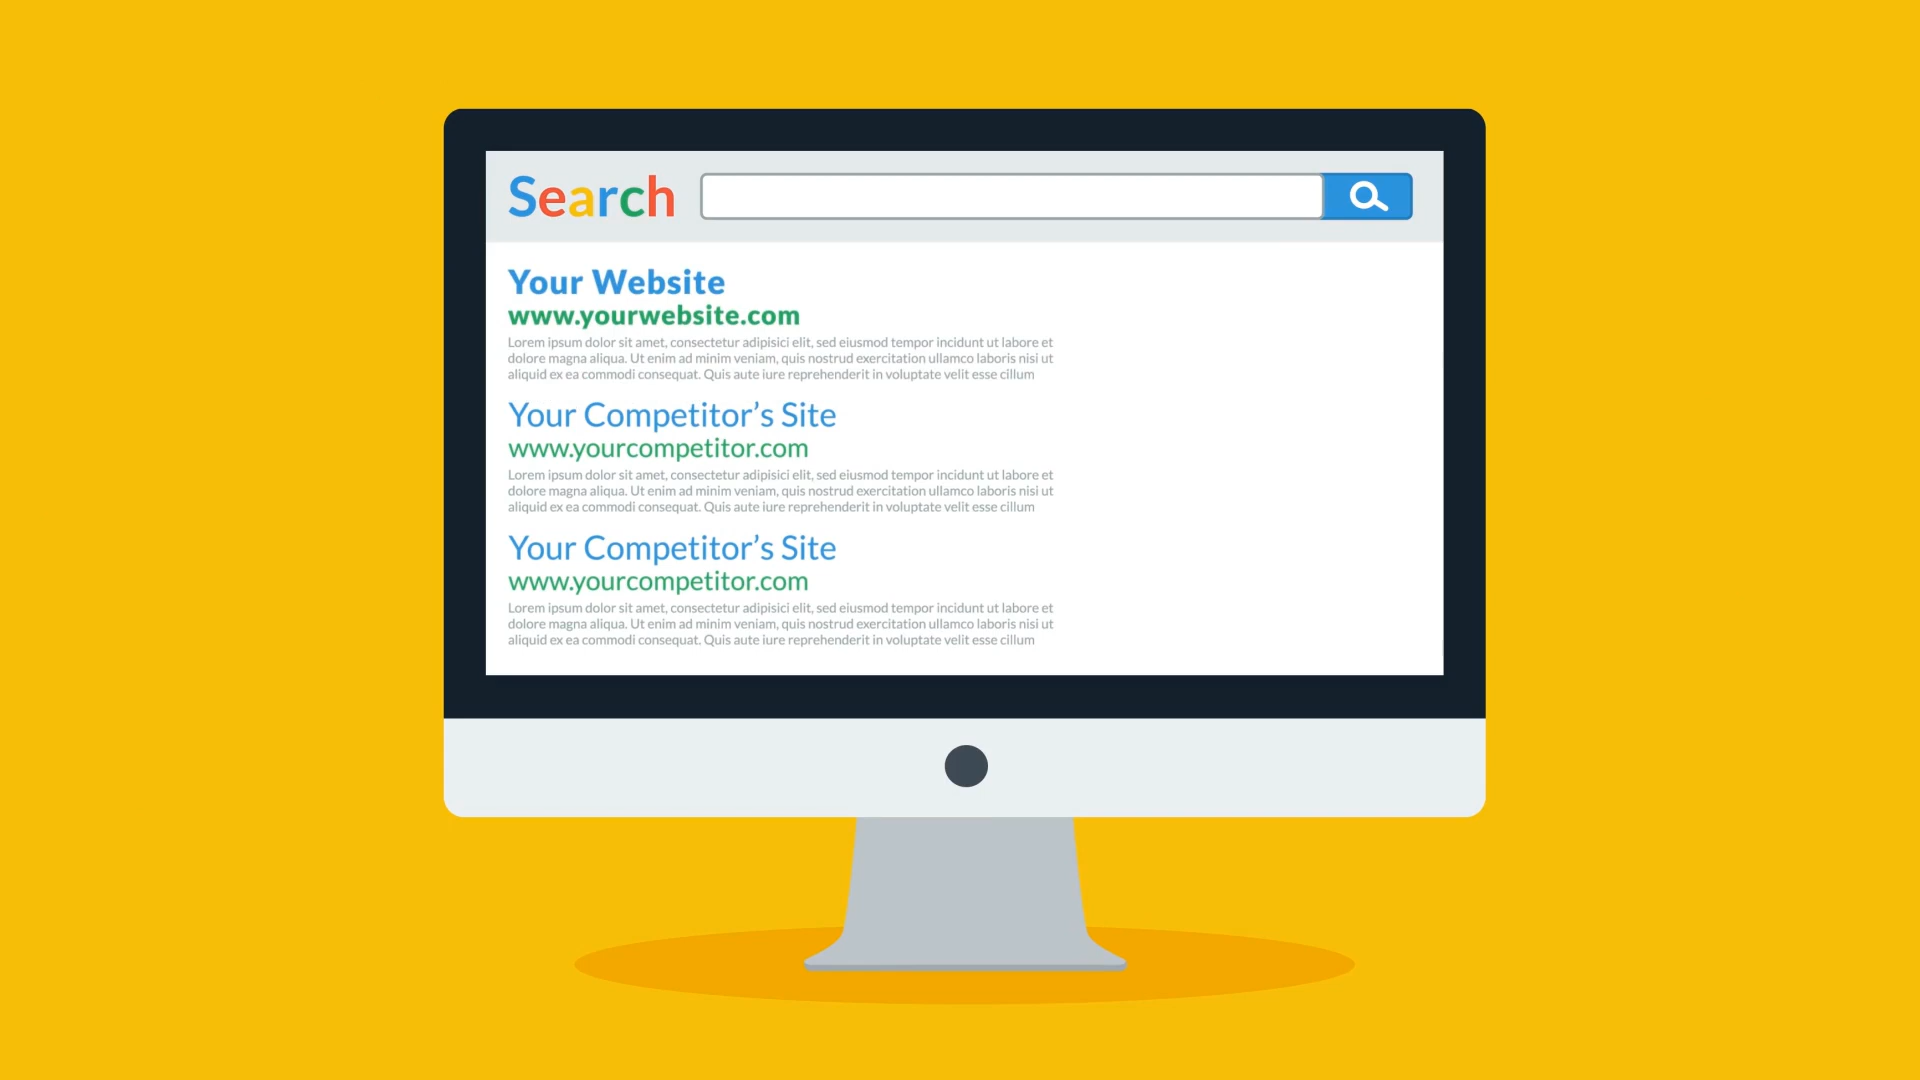 Search
Your Website
www.yourwebsite.com
Lorem ipsum dolor sit amet, consectetur adipisici elit, sed eiusmod tempor incidunt ut labore et
dolore magna aliqua. Ut enim ad minim veniam, quis nostrud exercitation ullamco laboris nisi ut
aliquid ex ea commodi consequat. Quis aute iure reprehenderit in voluptate velit esse cillum
Your Competitor’s Site
www.yourcompetitor.com
Lorem ipsum dolor sit amet, consectetur adipisici elit, sed eiusmod tempor incidunt ut labore et
dolore magna aliqua. Ut enim ad minim veniam, quis nostrud exercitation ullamco laboris nisi ut
aliquid ex ea commodi consequat. Quis aute iure reprehenderit in voluptate velit esse cillum
Your Competitor’s Site
www.yourcompetitor.com
Lorem ipsum dolor sit amet, consectetur adipisici elit, sed eiusmod tempor incidunt ut labore et
dolore magna aliqua. Ut enim ad minim veniam, quis nostrud exercitation ullamco laboris nisi ut
aliquid ex ea commodi consequat. Quis aute iure reprehenderit in voluptate velit esse cillum